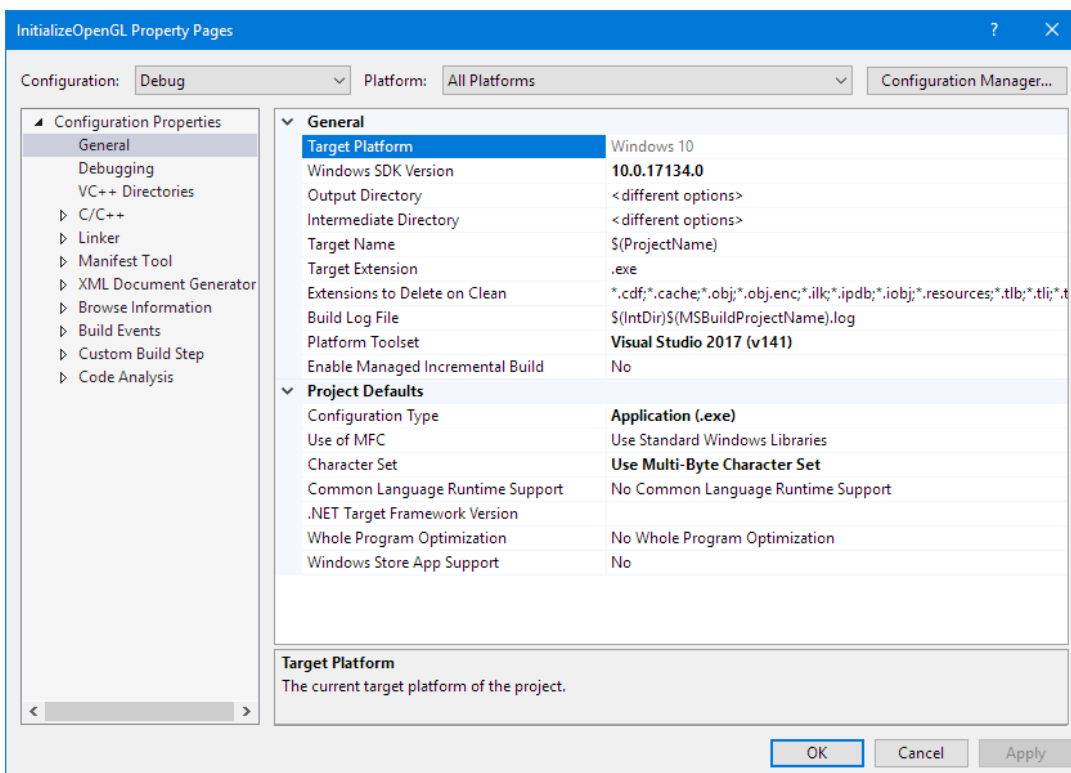 InitializeOpenGL Property Pages
Configuration: Debug Platform: All Platforms Configuration Manager...
Configuration Properties
General
Debugging
VC++ Directories
C/C++
Linker
Manifest Tool
XML Document Generator
Browse Information
Build Events
Custom Build Step
Code Analysis
General
Target Platform Windows 10
Windows SDK Version 10.0.17134.0
Output Directory <different options>
Intermediate Directory <different options>
Target Name $(ProjectName)
Target Extension .exe
Extensions to Delete on Clean *.cdf;*.cache;*.obj;*.obj.enc;*.ilk;*.ipdb;*.iobj;*.resources;*.tlb;*.tli;*.t
Build Log File $(IntDir)$(MSBuildProjectName).log
Platform Toolset Visual Studio 2017 (v141)
Enable Managed Incremental Build No
Project Defaults
Configuration Type Application (.exe)
Use of MFC Use Standard Windows Libraries
Character Set Use Multi-Byte Character Set
Common Language Runtime Support No Common Language Runtime Support
.NET Target Framework Version
Whole Program Optimization No Whole Program Optimization
Windows Store App Support No
Target Platform
The current target platform of the project.
OK Cancel Apply